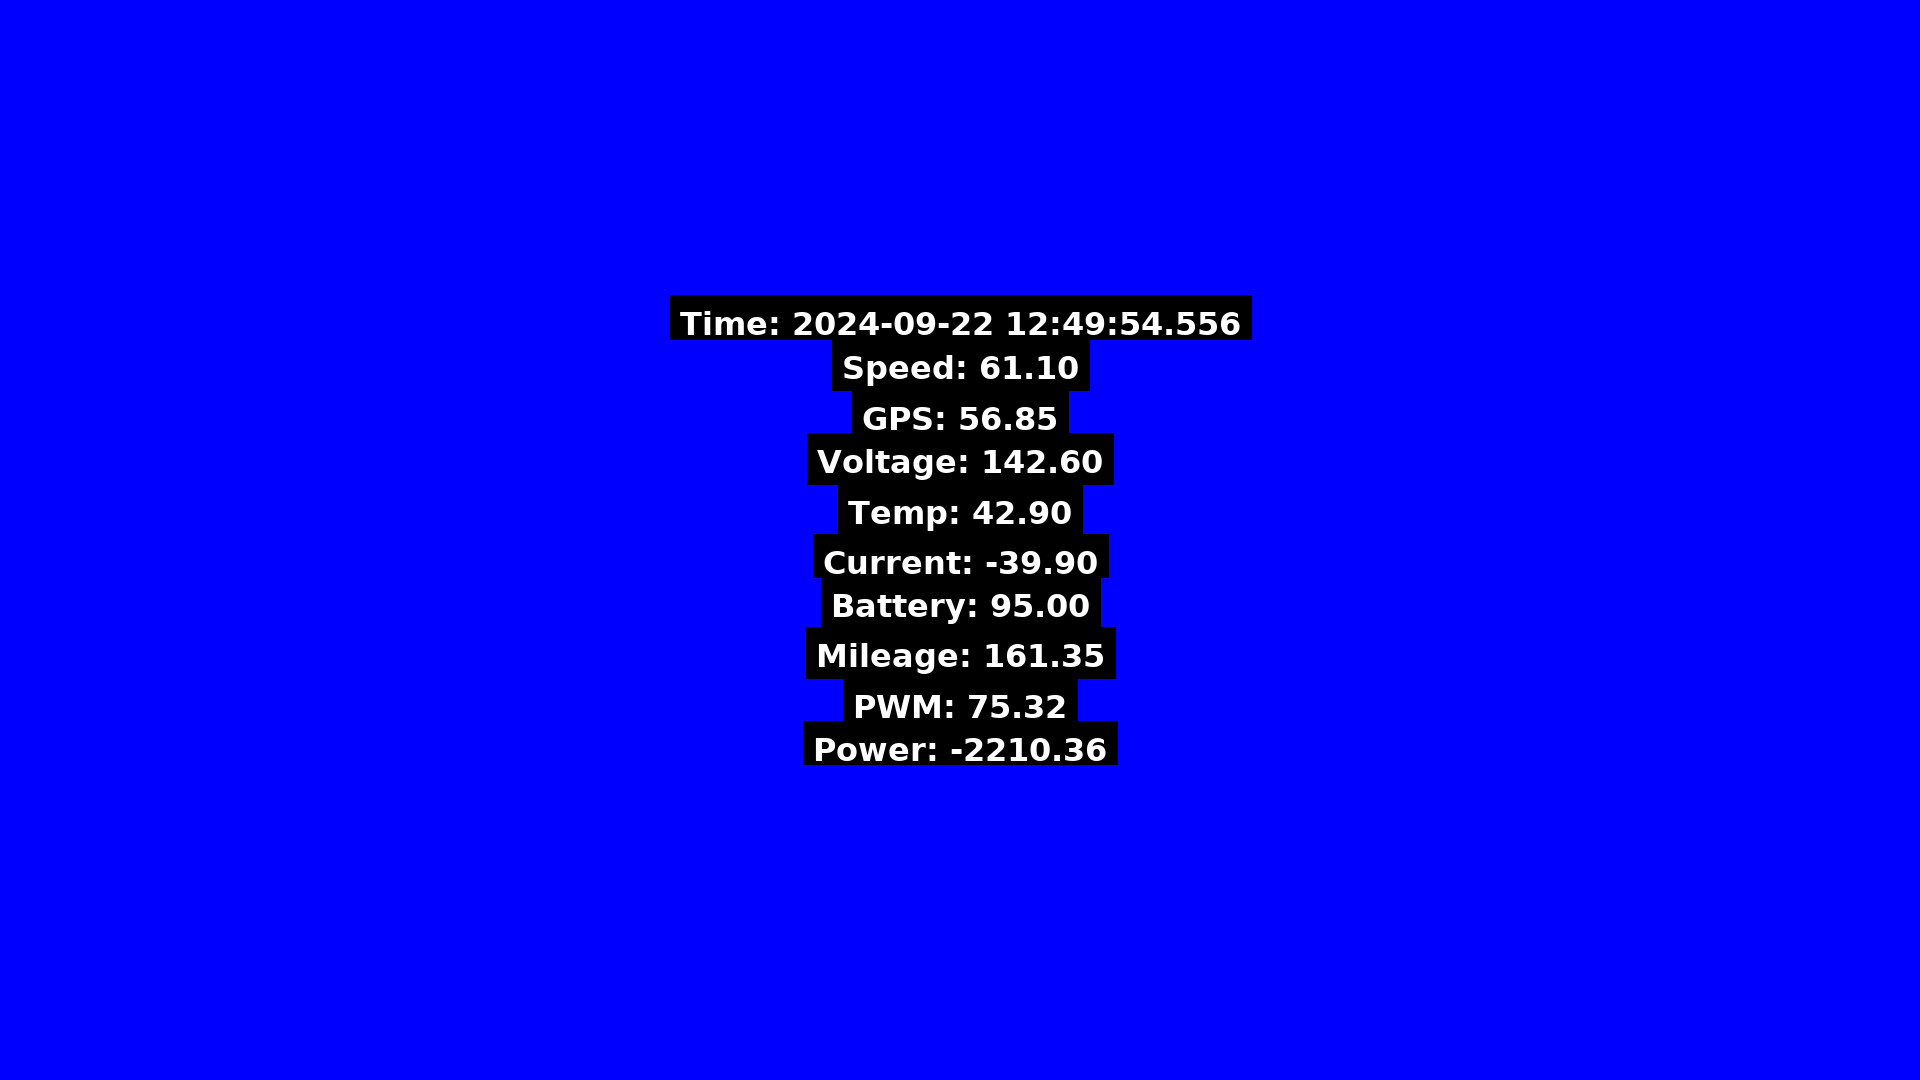 Time: 2024-09-22 12:49:54.556
Speed: 61.10
GPS: 56.85
Voltage: 142.60
Temp: 42.90
Current: -39.90
Battery: 95.00
Mileage: 161.35
PWM: 75.32
Power: -2210.36